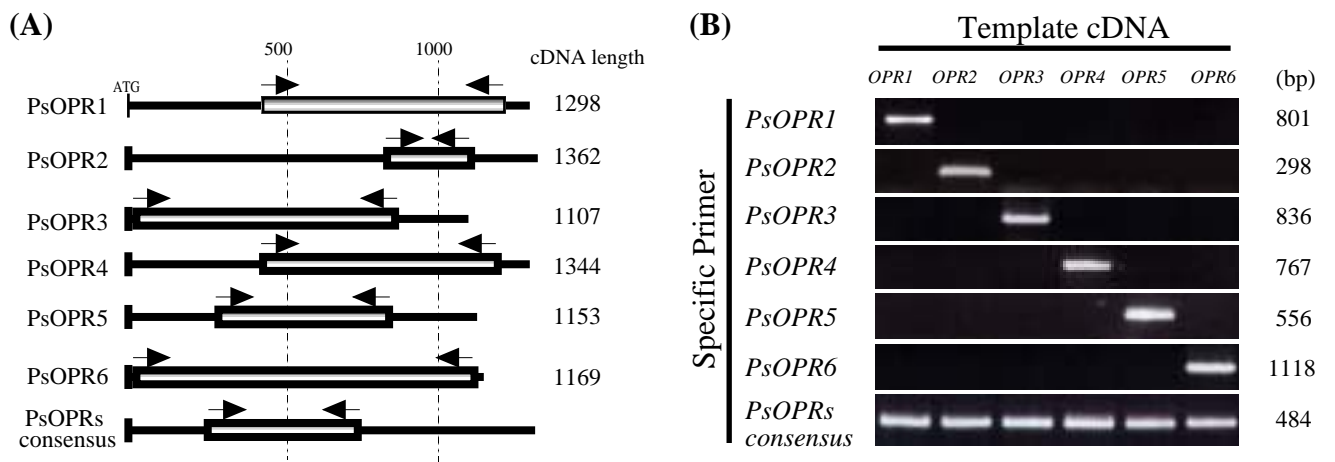 (A)
500
1000
cDNA length
ATG
PsOPR1
1298
PsOPR2
1362
PsOPR3
1107
PsOPR4
1344
PsOPR5
1153
PsOPR6
1169
PsOPRs
consensus
(B)
Template cDNA
OPR1 OPR2 OPR3 OPR4 OPR5 OPR6 (bp)
Specific Primer
PsOPR1 801
PsOPR2 298
PsOPR3 836
PsOPR4 767
PsOPR5 556
PsOPR6 1118
PsOPRs
consensus
484